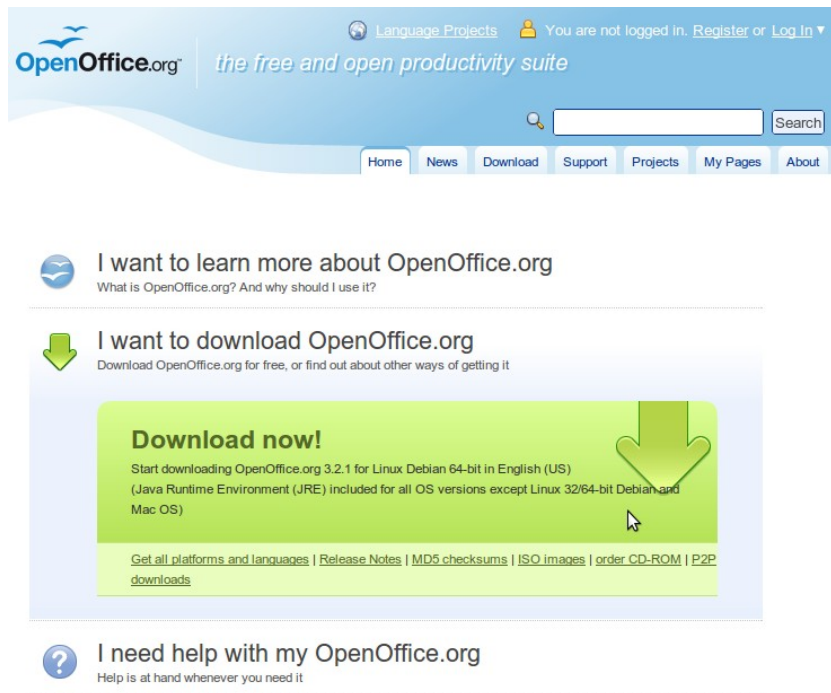 Language Projects You are not logged in. Register or Log In ▾
OpenOffice.org™ the free and open productivity suite
Search
Home News Download Support Projects My Pages About
I want to learn more about OpenOffice.org
What is OpenOffice.org? And why should I use it?
I want to download OpenOffice.org
Download OpenOffice.org for free, or find out about other ways of getting it
Download now!
Start downloading OpenOffice.org 3.2.1 for Linux Debian 64-bit in English (US)
(Java Runtime Environment (JRE) included for all OS versions except Linux 32/64-bit Debian and
Mac OS)
Get all platforms and languages | Release Notes | MD5 checksums | ISO images | order CD-ROM | P2P
downloads
I need help with my OpenOffice.org
Help is at hand whenever you need it